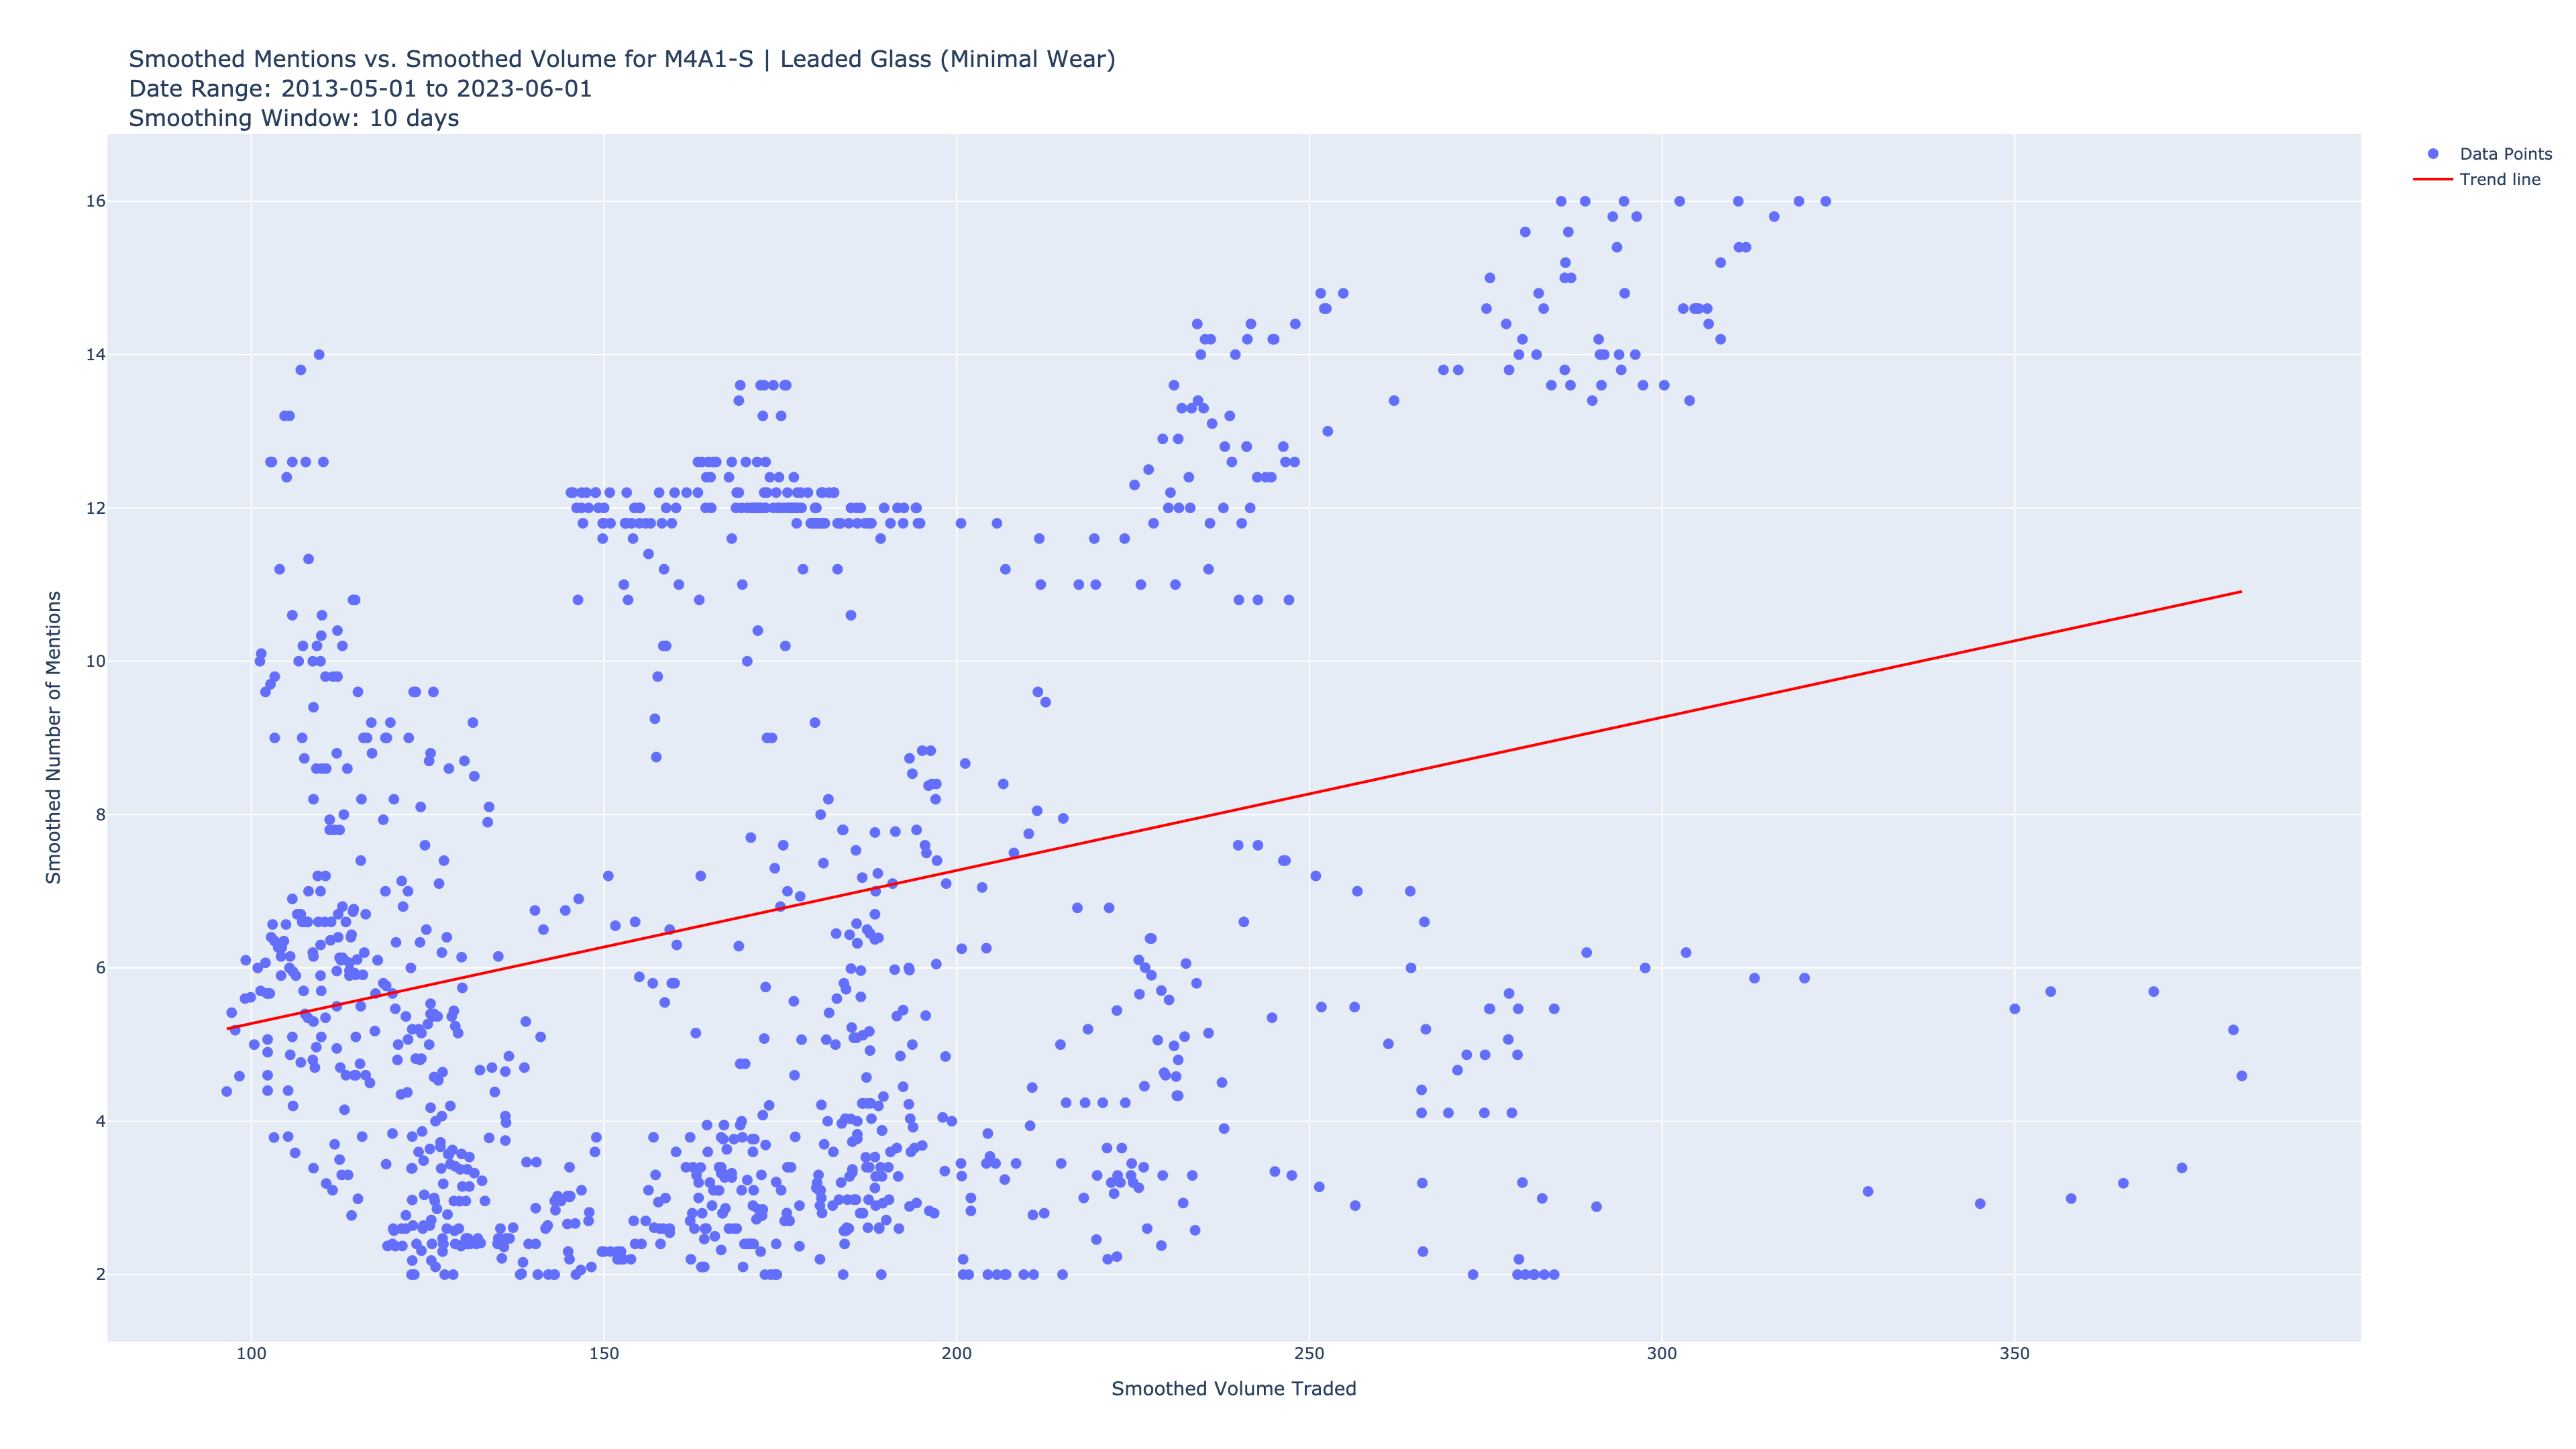 Smoothed Mentions vs. Smoothed Volume for M4A1-S | Leaded Glass (Minimal Wear)
Date Range: 2013-05-01 to 2023-06-01
Smoothing Window: 10 days
Data Points
Trend line
16
14
12
10
8
6
4
2
Smoothed Number of Mentions
100
150
200
250
300
350
Smoothed Volume Traded